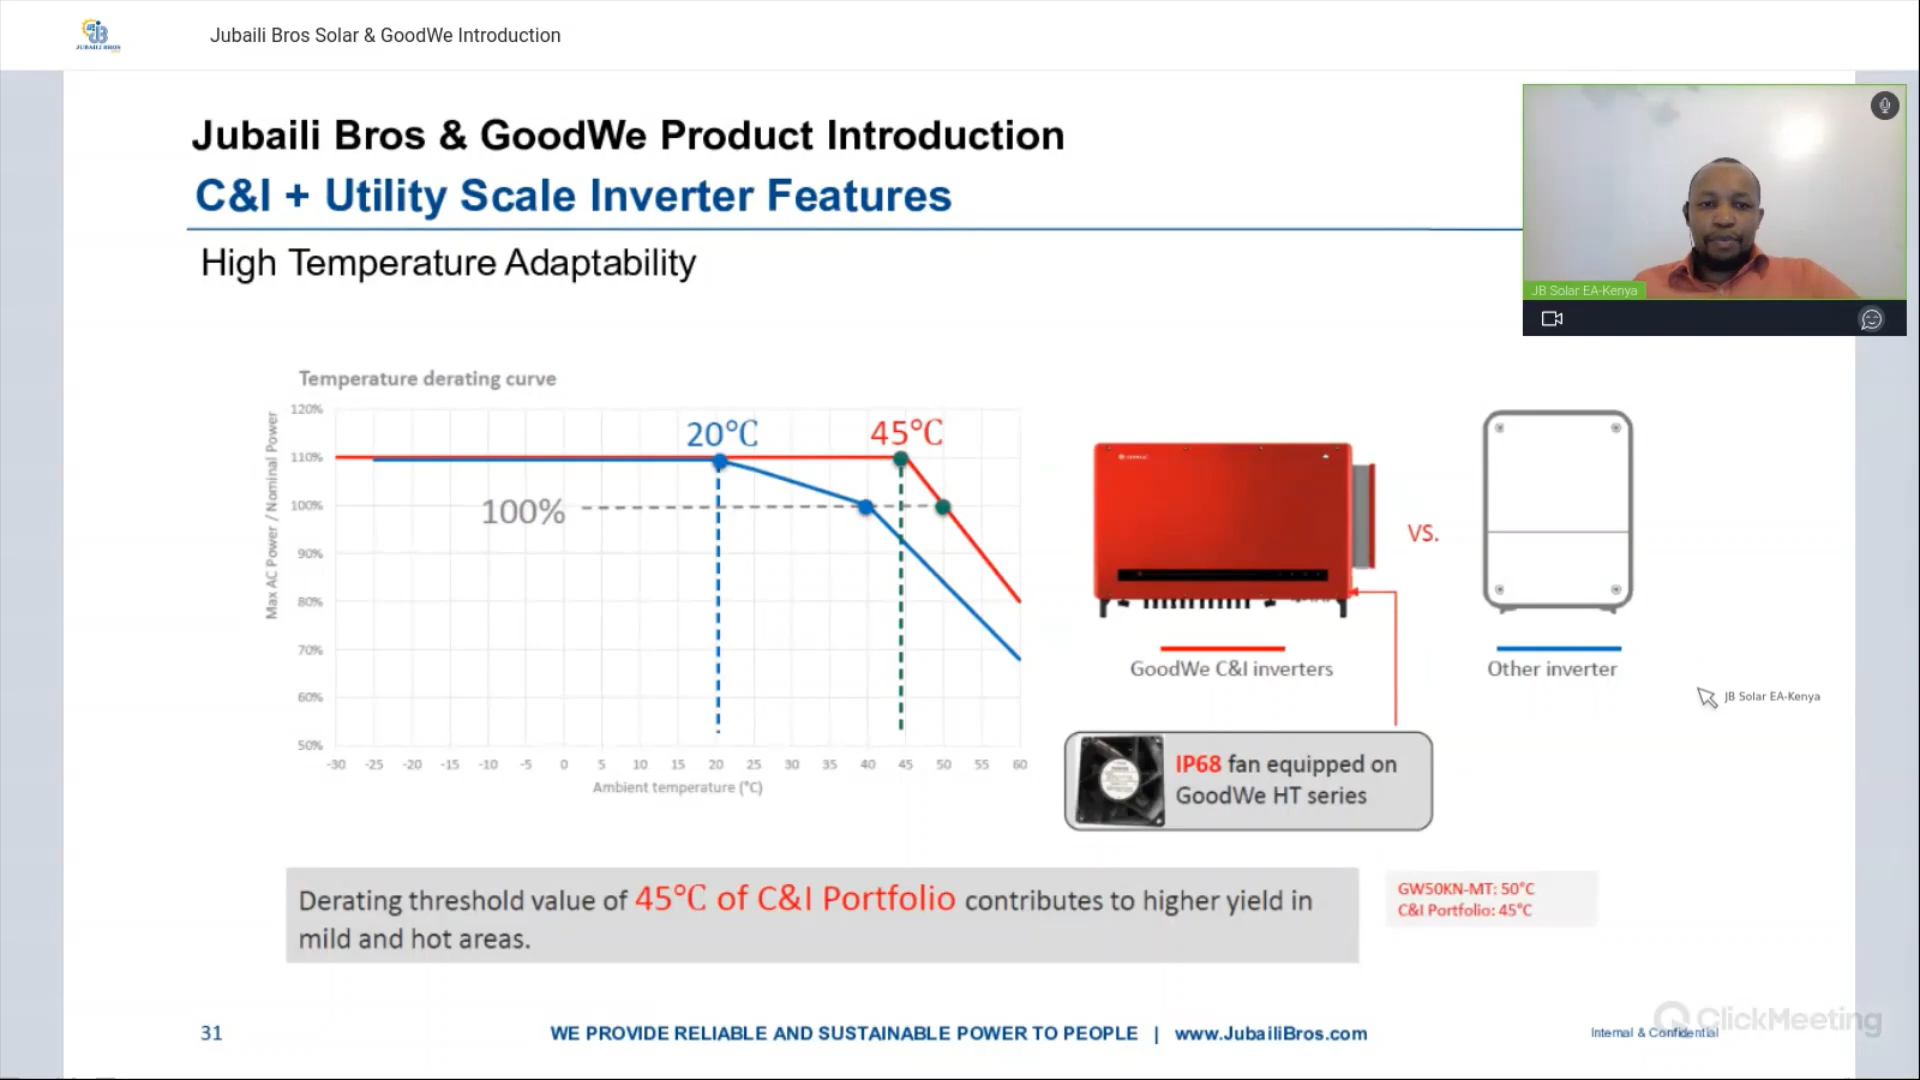 JUBAILI BROS
Jubaili Bros Solar & GoodWe Introduction
Jubaili Bros & GoodWe Product Introduction
C&I + Utility Scale Inverter Features
High Temperature Adaptability
JB Solar EA-Kenya
Temperature derating curve
Max AC Power / Nominal Power
120%
110%
100%
90%
80%
70%
60%
50%
20°C
45°C
100%
-30 -25 -20 -15 -10 -5 0 5 10 15 20 25 30 35 40 45 50 55 60
Ambient temperature (°C)
VS.
GoodWe C&I inverters
Other inverter
JB Solar EA-Kenya
IP68 fan equipped on
GoodWe HT series
Derating threshold value of 45°C of C&I Portfolio contributes to higher yield in
mild and hot areas.
GW50KN-MT: 50°C
C&I Portfolio: 45°C
31
WE PROVIDE RELIABLE AND SUSTAINABLE POWER TO PEOPLE | www.JubailiBros.com
Internal & Confidential
ClickMeeting